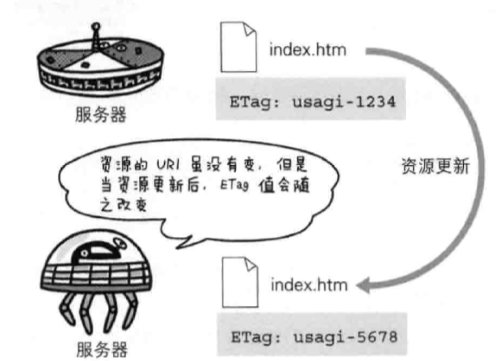 index.htm
ETag: usagi-1234
服务器
资源更新
资源的 URI 虽没有变，但是
当资源更新后，ETag 值会随
之改变
index.htm
ETag: usagi-5678
服务器